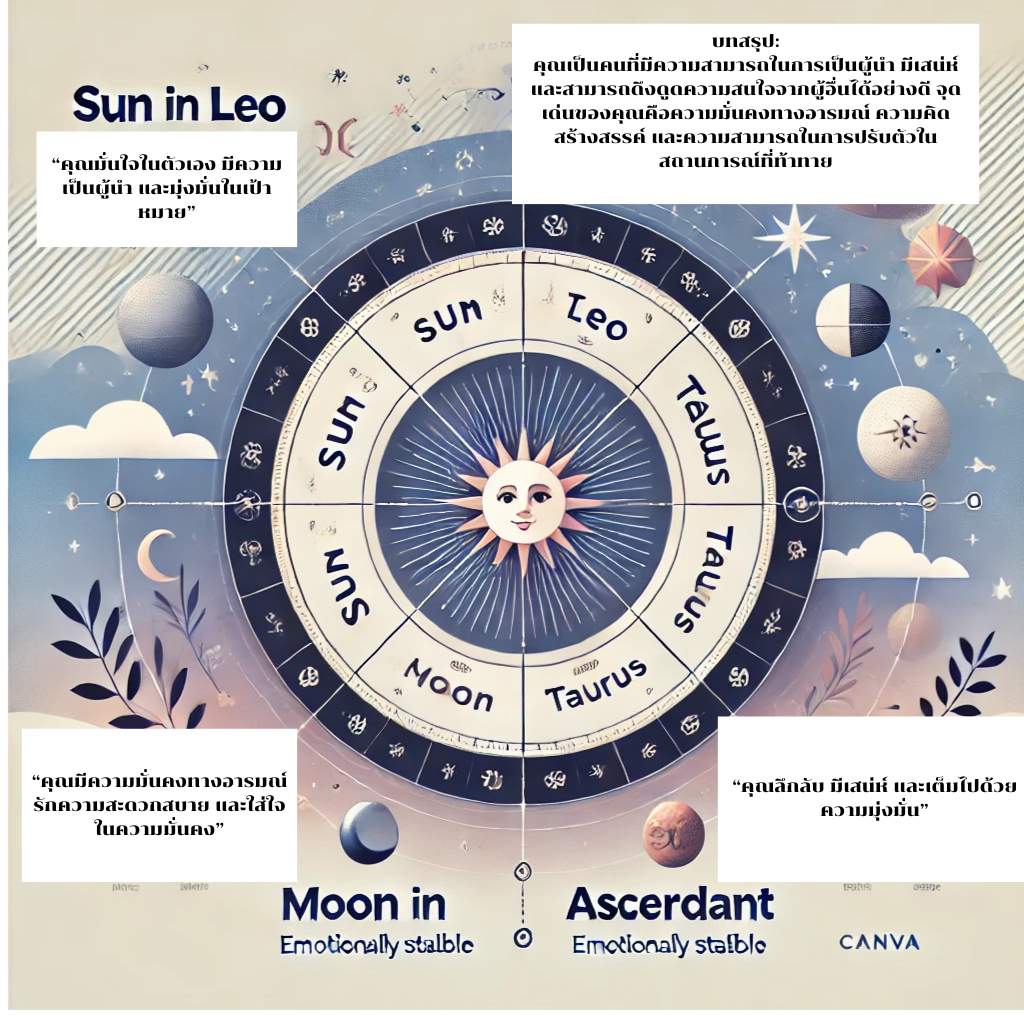 Sun in Leo
“คุณมั่นใจในตัวเอง มีความ
เป็นผู้นำ และมุ่งมั่นในเป้า
หมาย”
บทสรุป:
คุณเป็นคนที่มีความสามารถในการเป็นผู้นำ มีเสน่ห์
และสามารถดึงดูดความสนใจจากผู้อื่นได้อย่างดี จุด
เด่นของคุณคือความมั่นคงทางอารมณ์ ความคิด
สร้างสรรค์ และความสามารถในการปรับตัวใน
สถานการณ์ที่ท้าทาย
SUM
Leo
SUM
Taurus
SUM
Moon
Taurus
“คุณมีความมั่นคงทางอารมณ์
รักความสะดวกสบาย และใส่ใจ
ในความมั่นคง”
“คุณลึกลับ มีเสน่ห์ และเต็มไปด้วย
ความมุ่งมั่น”
Moon in
Emotionally stalble
Ascerdant
Emotionaly stalble
CANVA